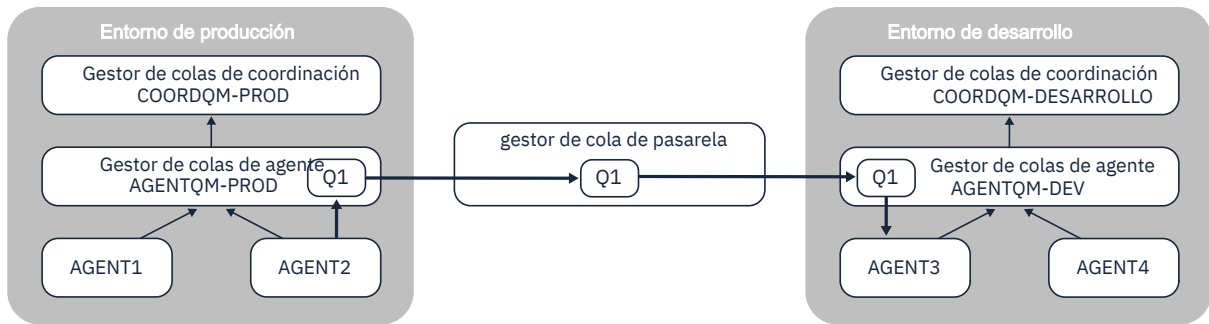 Entorno de producción
Gestor de colas de coordinación
COORDQM-PROD
Gestor de colas de agente
AGENTQM-PROD
Q1
AGENT1
AGENT2
gestor de cola de pasarela
Q1
Entorno de desarrollo
Gestor de colas de coordinación
COORDQM-DESARROLLO
Q1
Gestor de colas de agente
AGENTQM-DEV
AGENT3
AGENT4